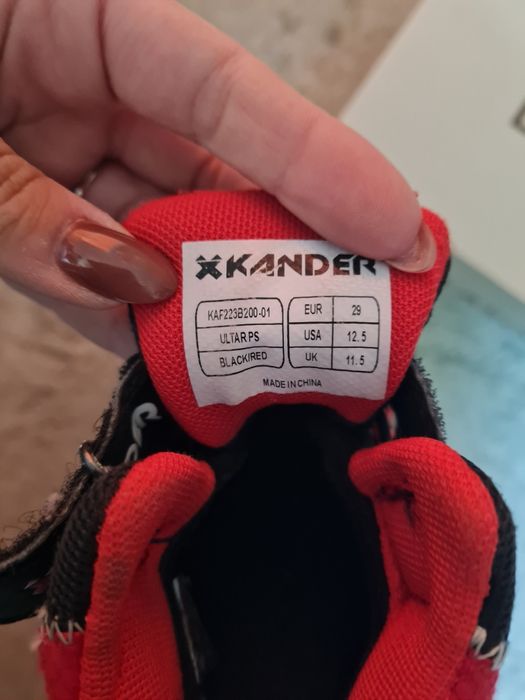 KANDER
KAF223B200-01
ULTAR PS
BLACK/RED
EUR 29
USA 12.5
UK 11.5
MADE IN CHINA